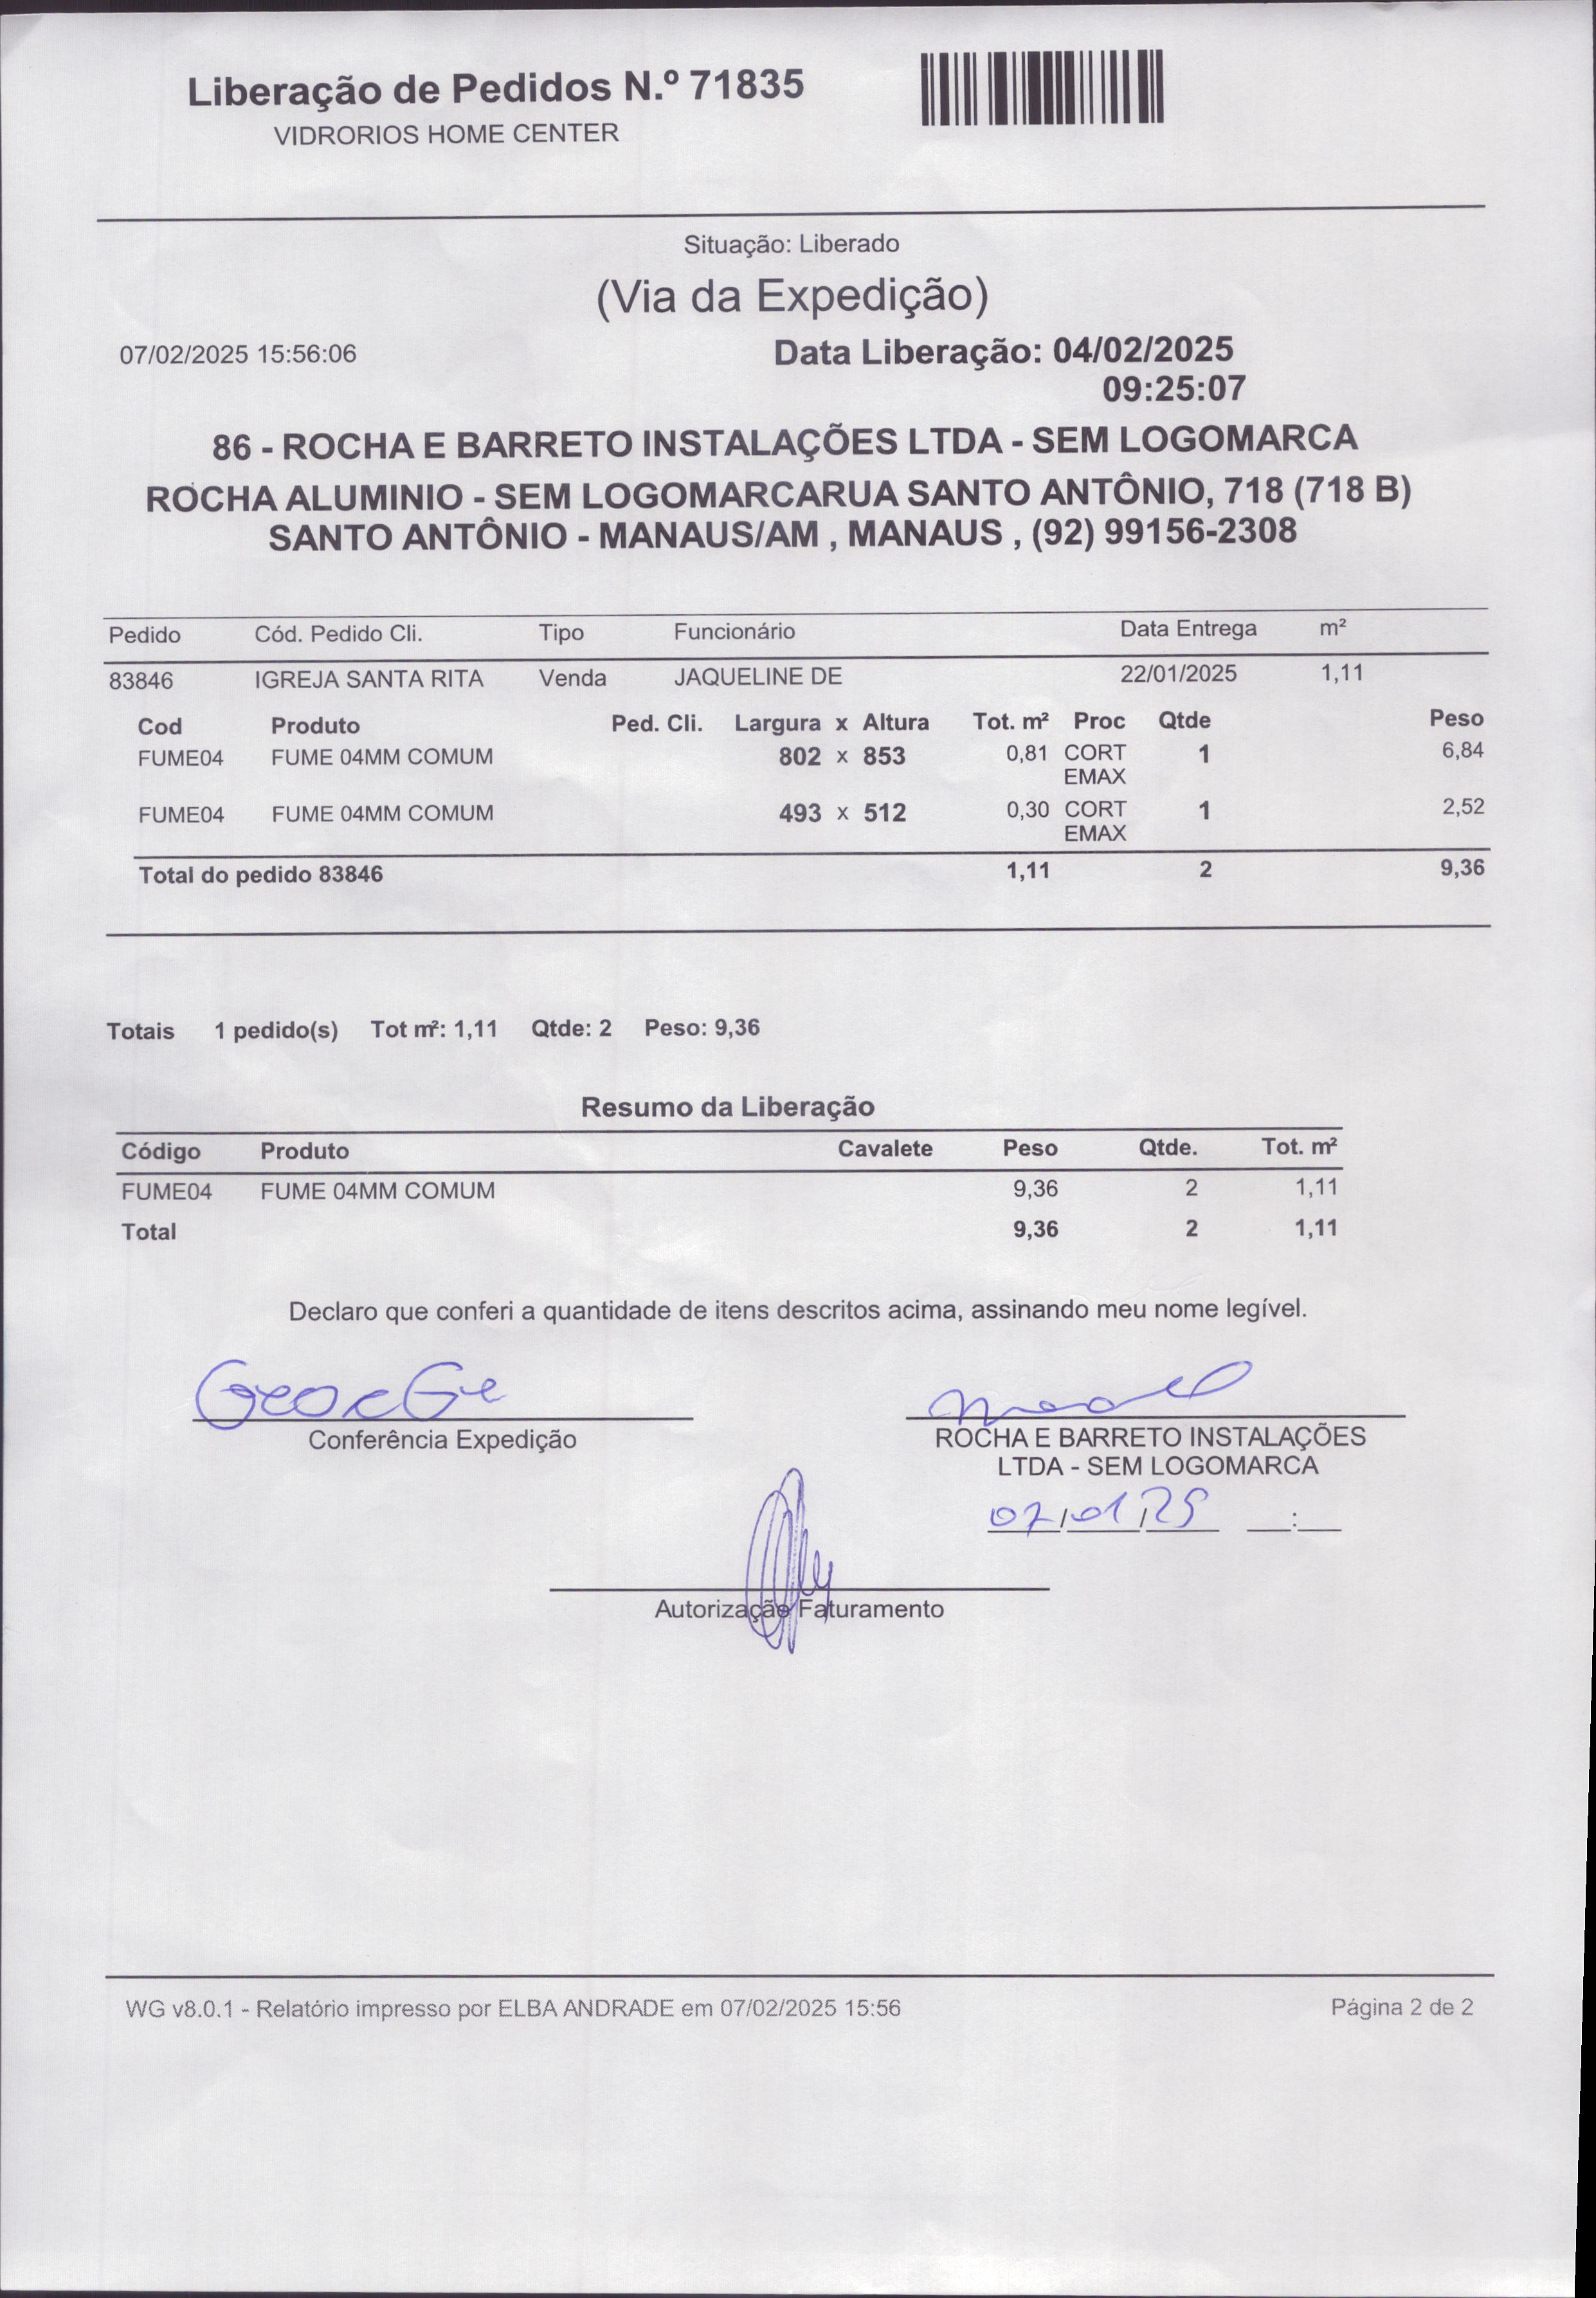 Liberação de Pedidos N.º 71835
VIDRORIOS HOME CENTER
Situação: Liberado
(Via da Expedição)
07/02/2025 15:56:06 Data Liberação: 04/02/2025
09:25:07
86 - ROCHA E BARRETO INSTALAÇÕES LTDA - SEM LOGOMARCA
ROCHA ALUMINIO - SEM LOGOMARCARUA SANTO ANTÔNIO, 718 (718 B)
SANTO ANTÔNIO - MANAUS/AM , MANAUS , (92) 99156-2308
Pedido Cód. Pedido Cli. Tipo Funcionário Data Entrega m²
83846 IGREJA SANTA RITA Venda JAQUELINE DE 22/01/2025 1,11
Cod Produto Ped. Cli. Largura x Altura Tot. m² Proc Qtde Peso
FUME04 FUME 04MM COMUM 802 x 853 0,81 CORT 1 6,84
EMAX
FUME04 FUME 04MM COMUM 493 x 512 0,30 CORT 1 2,52
EMAX
Total do pedido 83846 1,11 2 9,36
Totais 1 pedido(s) Tot m²: 1,11 Qtde: 2 Peso: 9,36
Resumo da Liberação
Código Produto Cavalete Peso Qtde. Tot. m²
FUME04 FUME 04MM COMUM 9,36 2 1,11
Total 9,36 2 1,11
Declaro que conferi a quantidade de itens descritos acima, assinando meu nome legível.
George
Conferência Expedição
ROCHA E BARRETO INSTALAÇÕES
LTDA - SEM LOGOMARCA
07/01/25 __:__
Autorização Faturamento
WG v8.0.1 - Relatório impresso por ELBA ANDRADE em 07/02/2025 15:56 Página 2 de 2